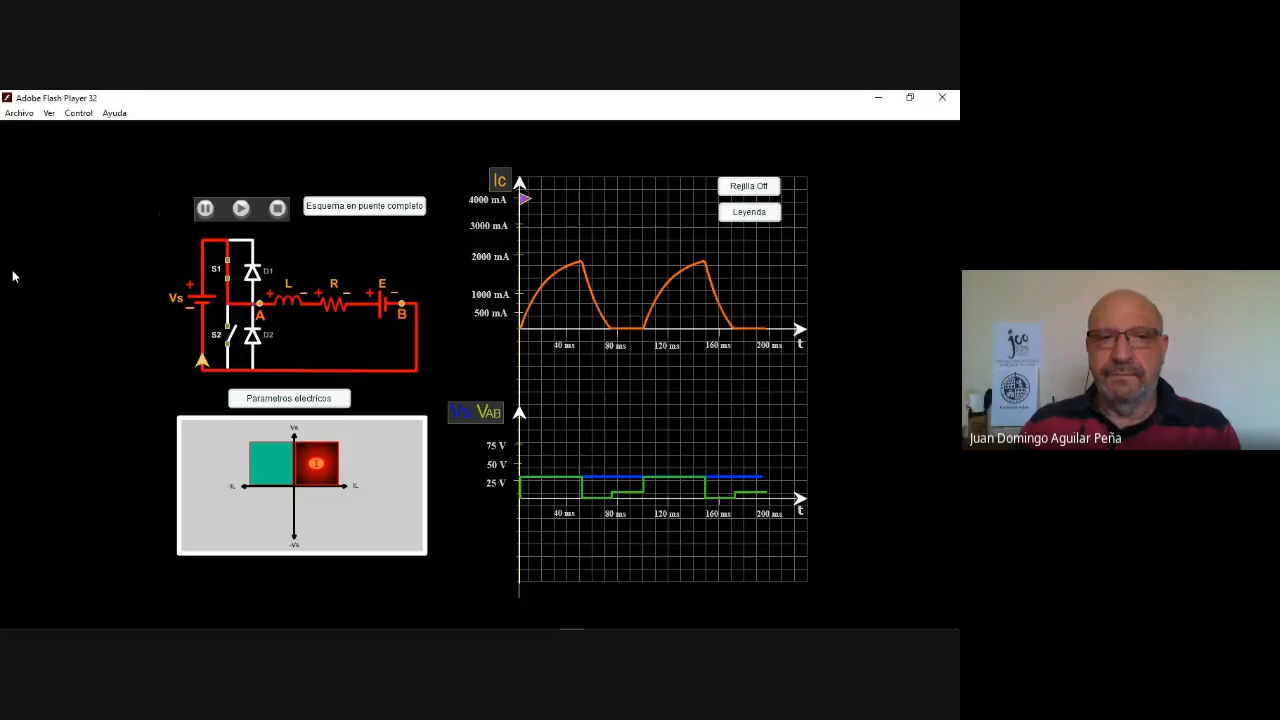 Adobe Flash Player 32
Archivo Ver Control Ayuda
Esquema en puente completo
Ic
Rejilla Off
Leyenda
4000 mA
3000 mA
2000 mA
1000 mA
500 mA
40 ms 80 ms 120 ms 160 ms 200 ms t
S1 D1
L R E
+ - + - + -
Vs + -
A B
S2 D2
Parametros electricos
Vs
I
-IL IL
-Vs
Vs VAB
75 V
50 V
25 V
40 ms 80 ms 120 ms 160 ms 200 ms t
Juan Domingo Aguilar Peña